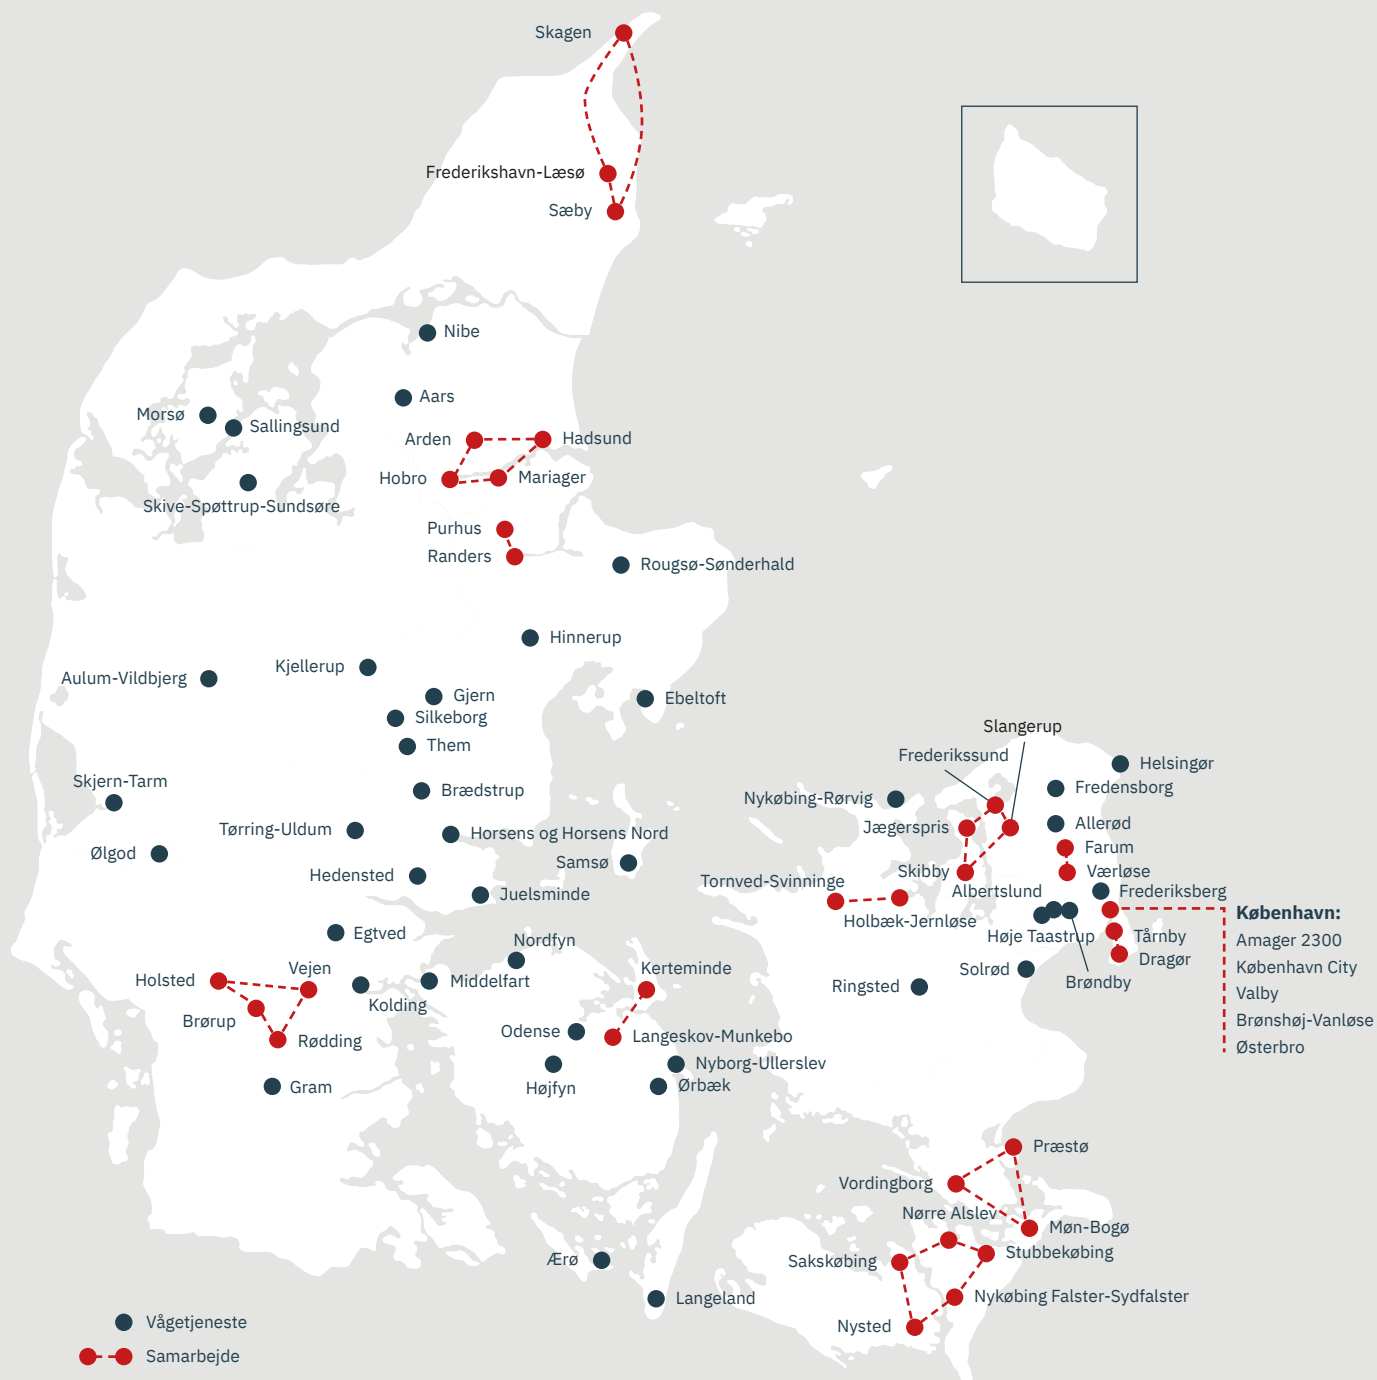 Skagen
Frederikshavn-Læsø
Sæby
Nibe
Aars
Morsø
Sallingsund
Arden
Hadsund
Hobro
Mariager
Skive-Spøttrup-Sundsøre
Purhus
Randers
Rougsø-Sønderhald
Hinnerup
Kjellerup
Aulum-Vildbjerg
Gjern
Ebeltoft
Silkeborg
Them
Slangerup
Frederikssund
Helsingør
Skjern-Tarm
Fredensborg
Brædstrup
Nykøbing-Rørvig
Allerød
Jægerspris
Tørring-Uldum
Horsens og Horsens Nord
Farum
Ølgod
Samsø
Skibby
Værløse
Hedensted
Tornved-Svinninge
Albertslund
Frederiksberg
Juelsminde
København:
Holbæk-Jernløse
Egtved
Høje Taastrup
Tårnby
Amager 2300
Nordfyn
Dragør
København City
Vejen
Kerteminde
Solrød
Holsted
Middelfart
Ringsted
Brøndby
Valby
Kolding
Brørup
Brønshøj-Vanløse
Odense
Langeskov-Munkebo
Rødding
Østerbro
Nyborg-Ullerslev
Gram
Højfyn
Ørbæk
Præstø
Vordingborg
Nørre Alslev
Møn-Bogø
Stubbekøbing
Ærø
Sakskøbing
Langeland
Nykøbing Falster-Sydfalster
Vågetjeneste
Nysted
Samarbejde